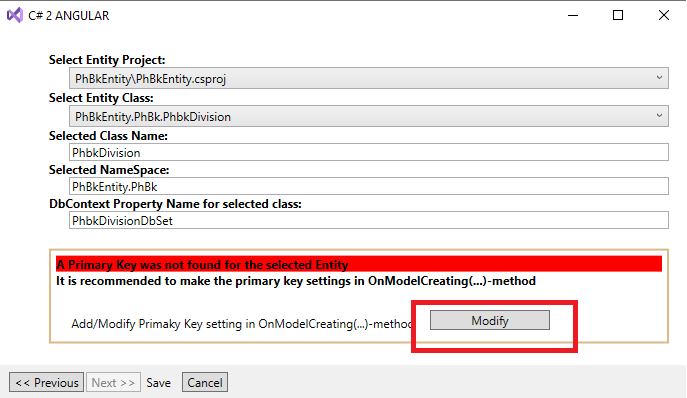 C# 2 ANGULAR
Select Entity Project:
PhBkEntity\PhBkEntity.csproj
Select Entity Class:
PhBkEntity.PhBk.PhbkDivision
Selected Class Name:
PhbkDivision
Selected NameSpace:
PhBkEntity.PhBk
DbContext Property Name for selected class:
PhbkDivisionDbSet
A Primary Key was not found for the selected Entity
It is recommended to make the primary key settings in OnModelCreating(...)-method
Add/Modify Primaky Key setting in OnModelCreating(...)-method Modify
<< Previous Next >> Save Cancel